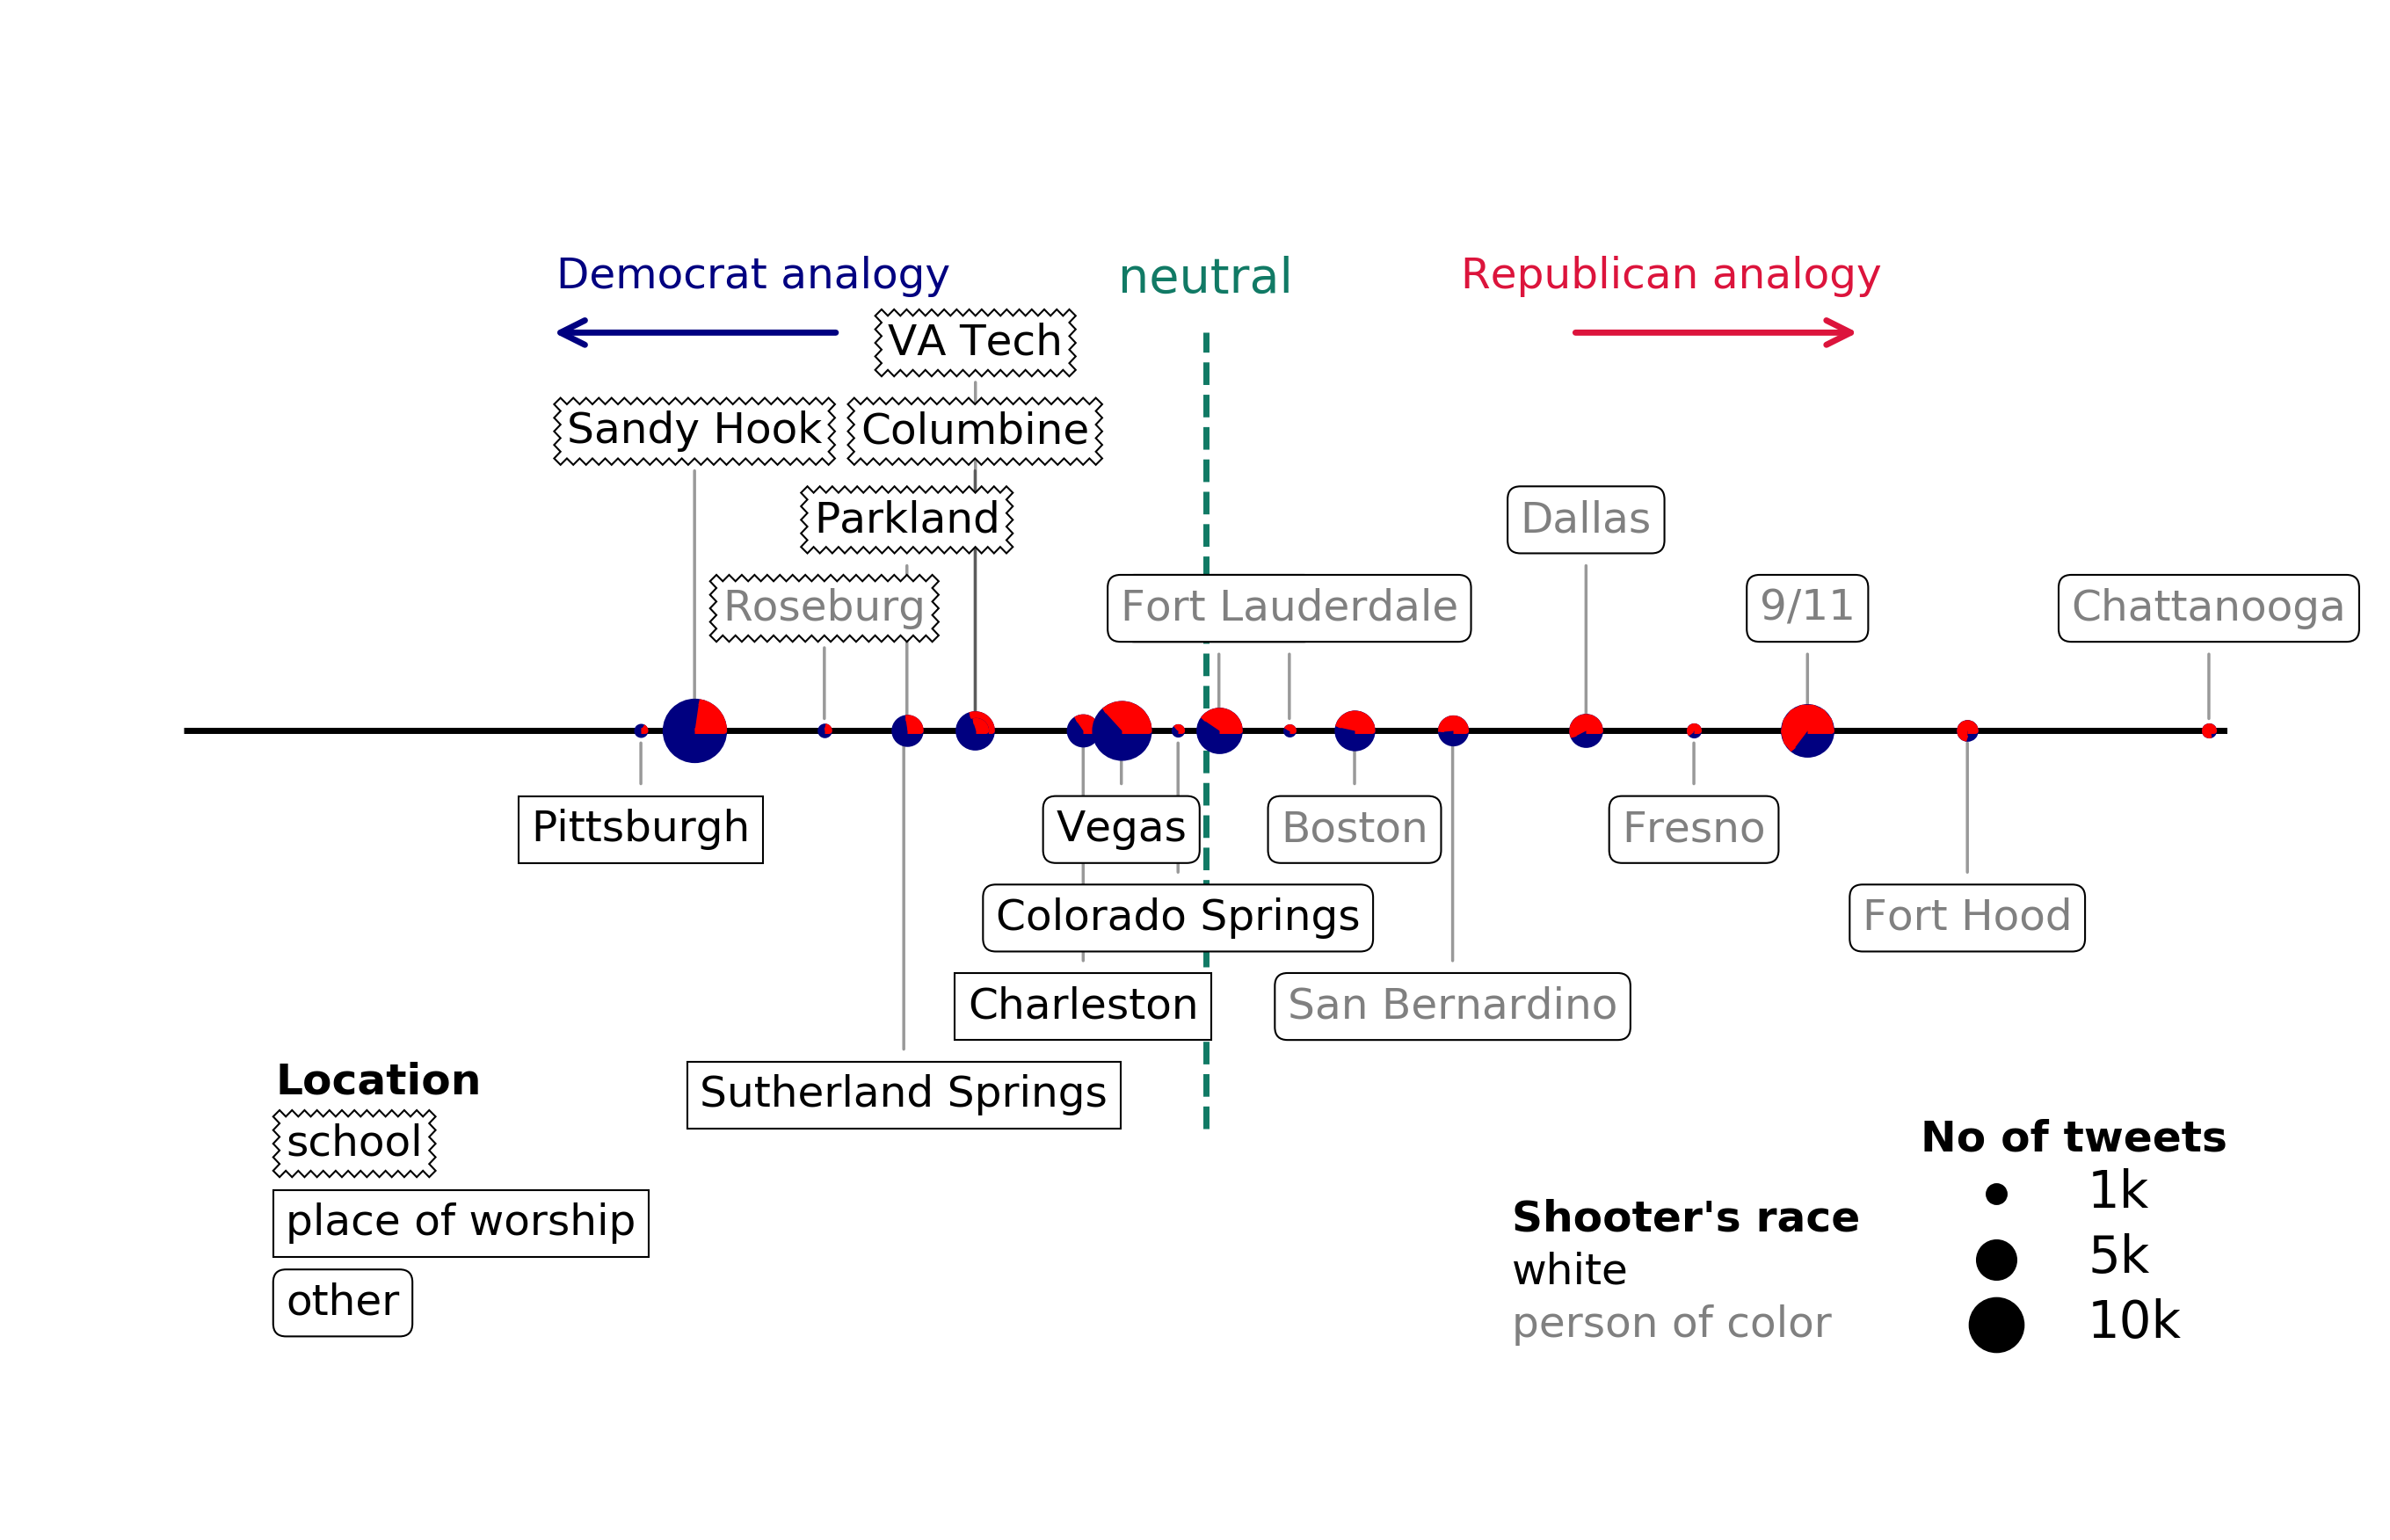 Democrat analogy
neutral
Republican analogy
VA Tech
Sandy Hook
Columbine
Parkland
Dallas
Roseburg
Fort Lauderdale
9/11
Chattanooga
Pittsburgh
Vegas
Boston
Fresno
Colorado Springs
Fort Hood
Charleston
San Bernardino
Sutherland Springs
Location
school
place of worship
other
Shooter's race
white
person of color
No of tweets
1k
5k
10k